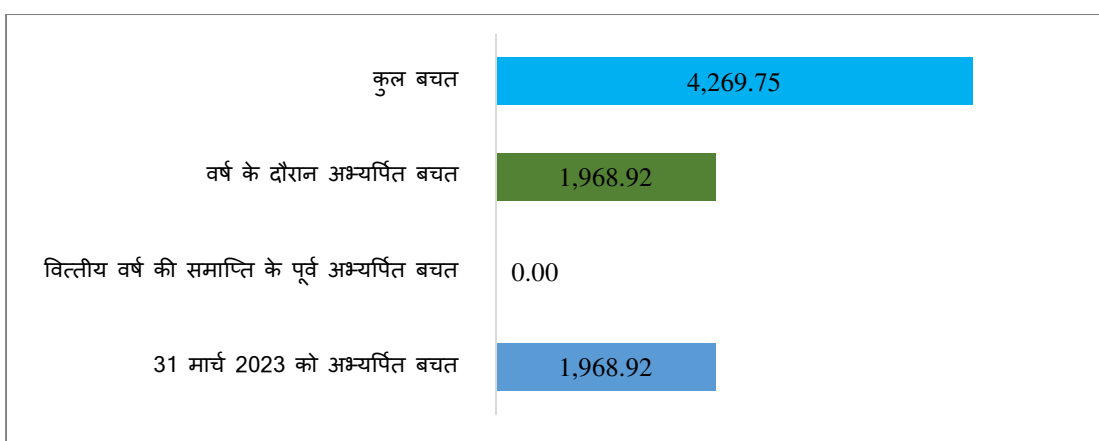 कुल बचत 4,269.75
वर्ष के दौरान अभ्यर्पित बचत 1,968.92
वित्तीय वर्ष की समाप्ति के पूर्व अभ्यर्पित बचत 0.00
31 मार्च 2023 को अभ्यर्पित बचत 1,968.92